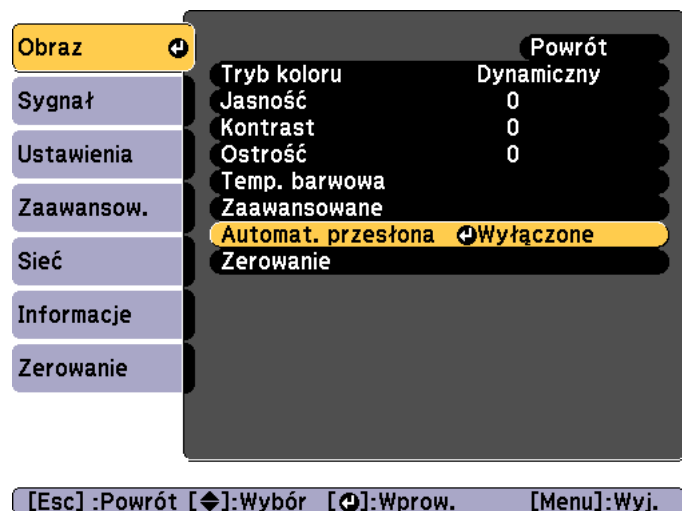 Obraz
Sygnał
Ustawienia
Zaawansow.
Sieć
Informacje
Zerowanie
Powrót
Tryb koloru Dynamiczny
Jasność 0
Kontrast 0
Ostrość 0
Temp. barwowa
Zaawansowane
Automat. przesłona Wyłączone
Zerowanie
[Esc] :Powrót [◆]:Wybór [⏎]:Wprow. [Menu]:Wyj.